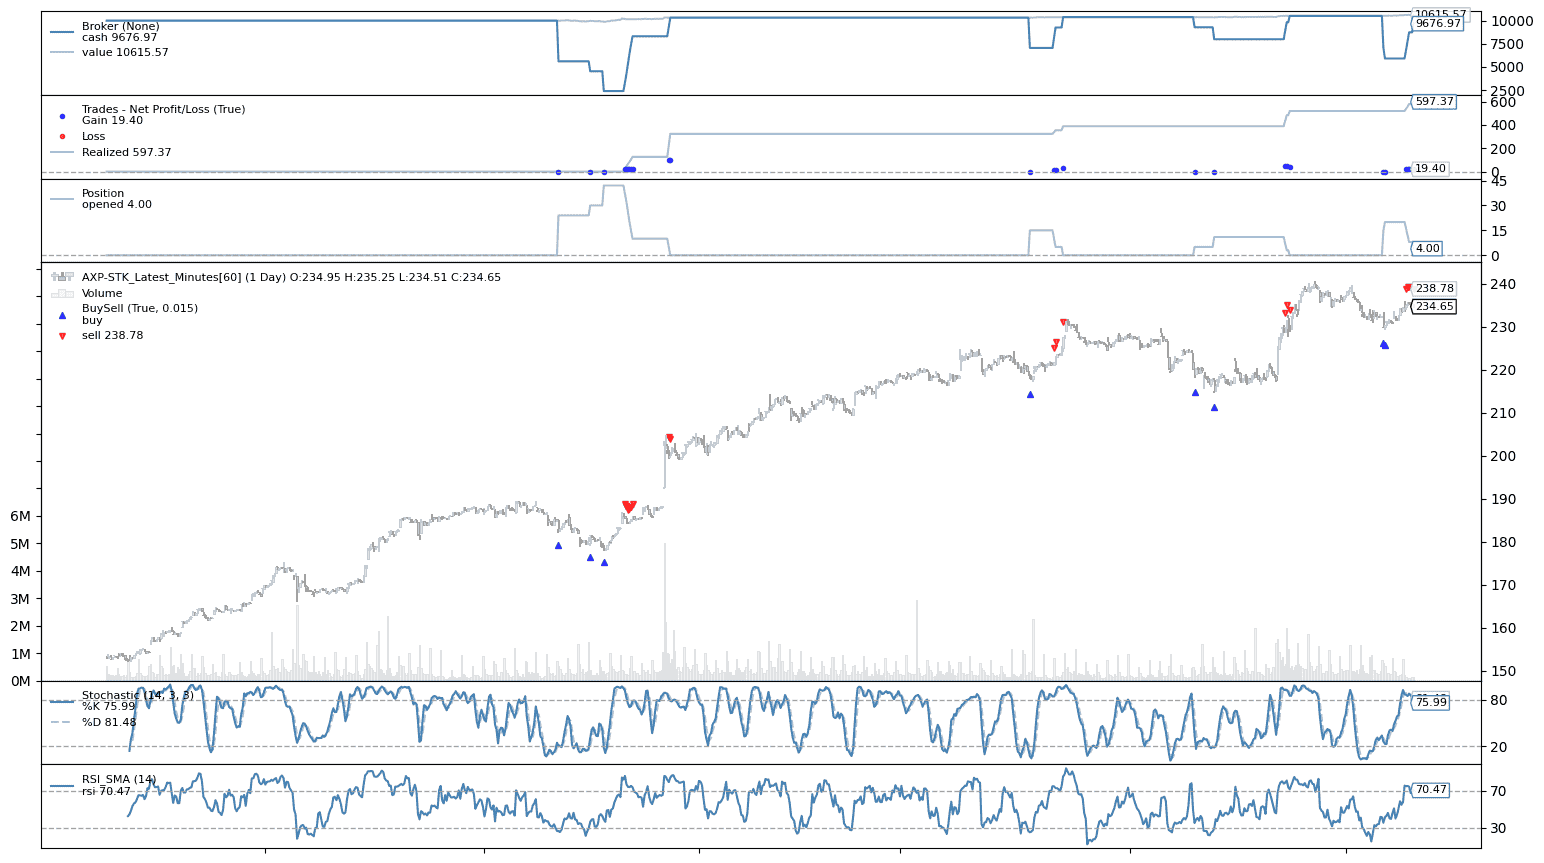 Broker (None)
cash 9676.97
value 10615.57
10615.57
9676.97
10000
7500
5000
2500
Trades - Net Profit/Loss (True)
Gain 19.40
Loss
Realized 597.37
597.37
19.40
600
400
200
0
Position
opened 4.00
4.00
45
30
15
0
AXP-STK_Latest_Minutes[60] (1 Day) O:234.95 H:235.25 L:234.51 C:234.65
Volume
BuySell (True, 0.015)
buy
sell 238.78
238.78
234.65
240
230
220
210
200
190
180
170
160
150
6M
5M
4M
3M
2M
1M
0M
Stochastic (14, 3, 3)
%K 75.99
%D 81.48
75.99
80
20
RSI_SMA (14)
rsi 70.47
70.47
70
30